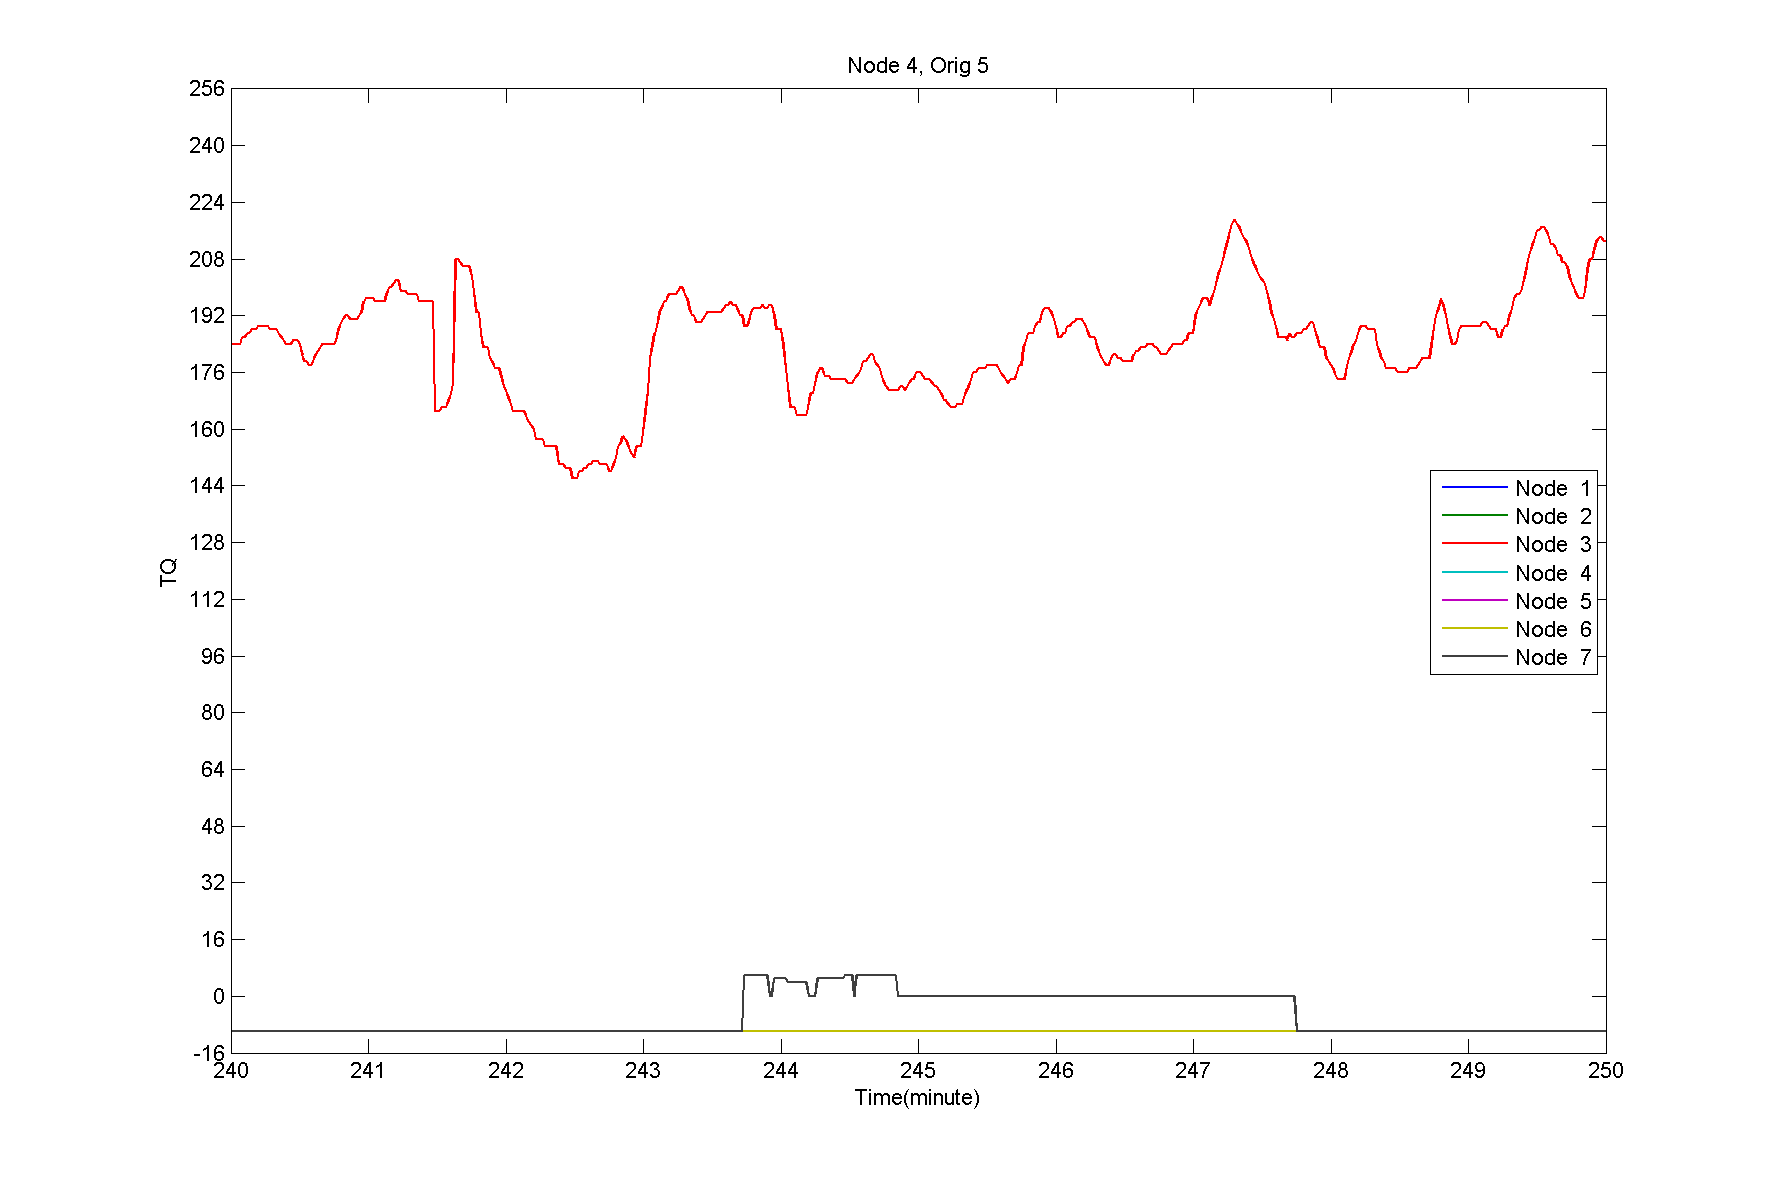 Node 4, Orig 5
256
240
224
208
192
176
160
144
128
112
96
80
64
48
32
16
0
-16
TQ
Node 1
Node 2
Node 3
Node 4
Node 5
Node 6
Node 7
240 241 242 243 244 245 246 247 248 249 250
Time(minute)